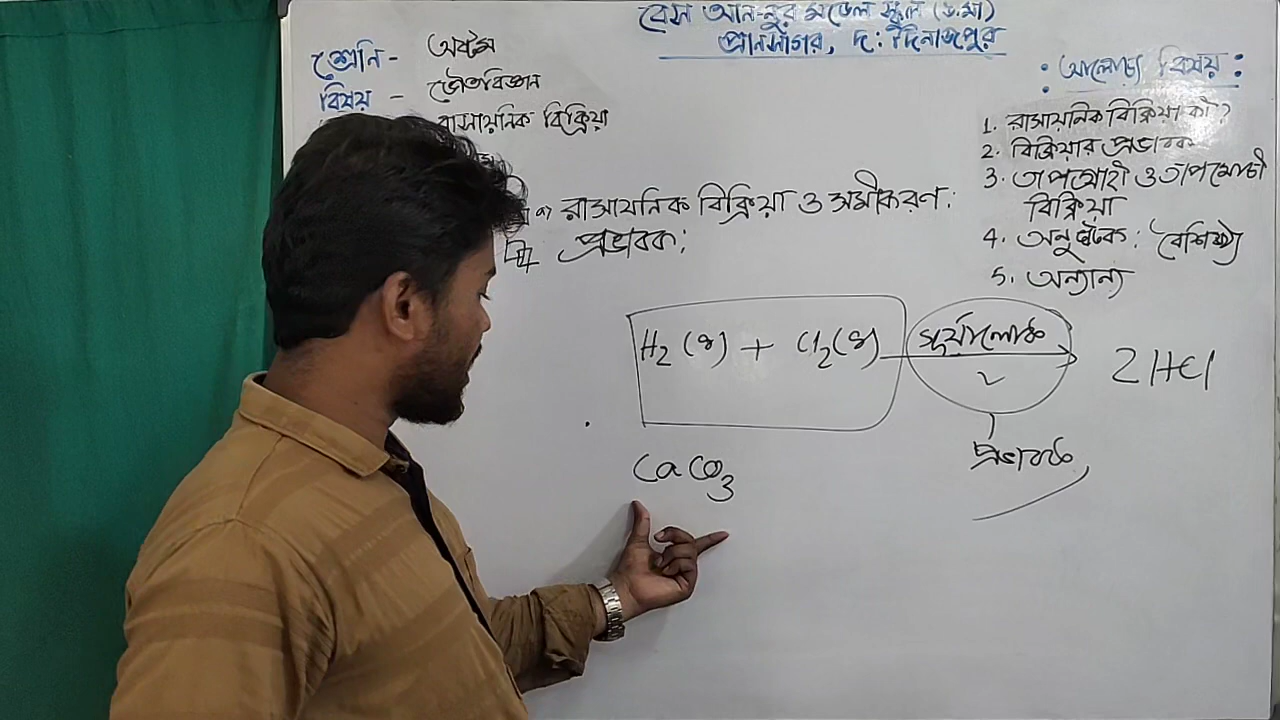 বেস আন-নুর মডেল স্কুল (উ.মা)
প্রানসাগর, দ: দিনাজপুর
শ্রেনি - অষ্টম
বিষয় - ভৌতবিজ্ঞান
রাসায়নিক বিক্রিয়া
রাসায়নিক বিক্রিয়া ও সমীকরণ:
প্রভাবক:
: আলোচ্য বিষয় :
1. রাসায়নিক বিক্রিয়া কী?
2. বিক্রিয়ার প্রভাবক
3. তাপগ্রাহী ও তাপমোচী
বিক্রিয়া
4. অনুঘটক: বৈশিষ্ট্য
5. অন্যান্য
H₂ (g) + Cl₂(g) সূর্যালোক → 2HCl
প্রভাবক
CaCO₃